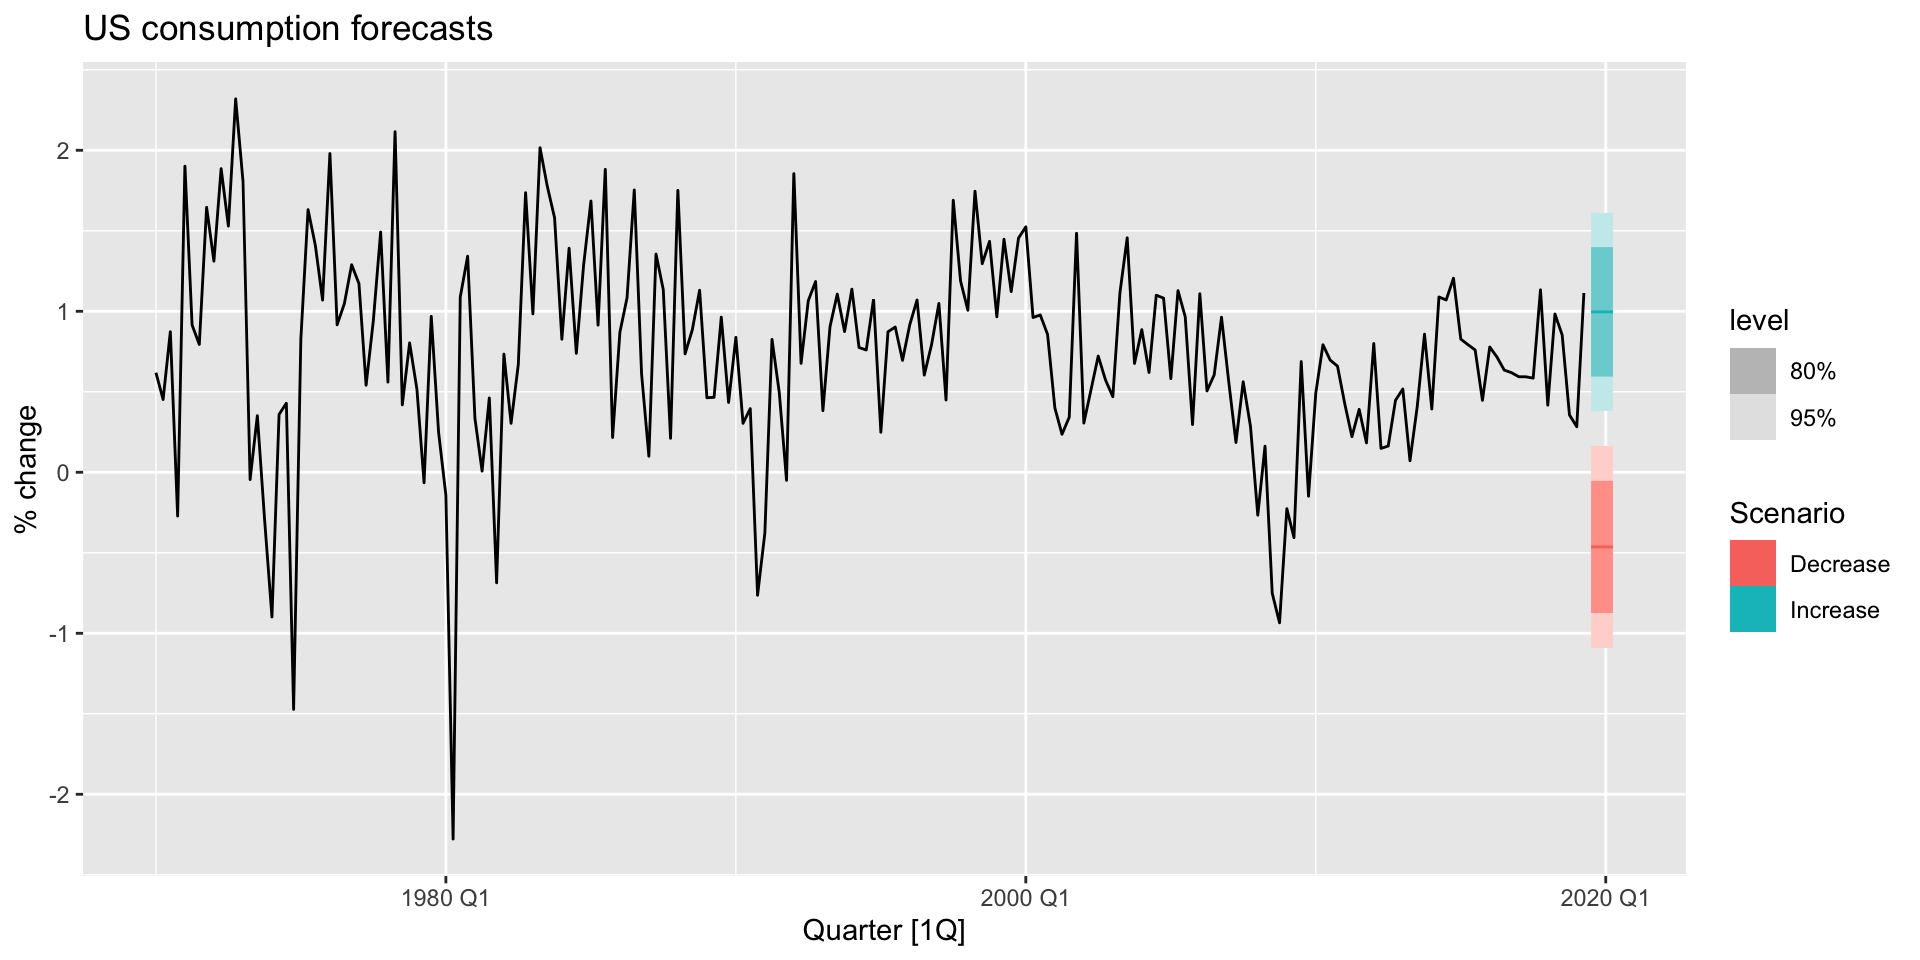 US consumption forecasts
% change
2
1
0
-1
-2
1980 Q1
2000 Q1
2020 Q1
Quarter [1Q]
level
80%
95%
Scenario
Decrease
Increase